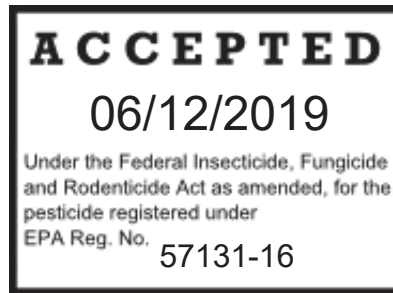 ACCEPTED
06/12/2019
Under the Federal Insecticide, Fungicide
and Rodenticide Act as amended, for the
pesticide registered under
EPA Reg. No. 57131-16